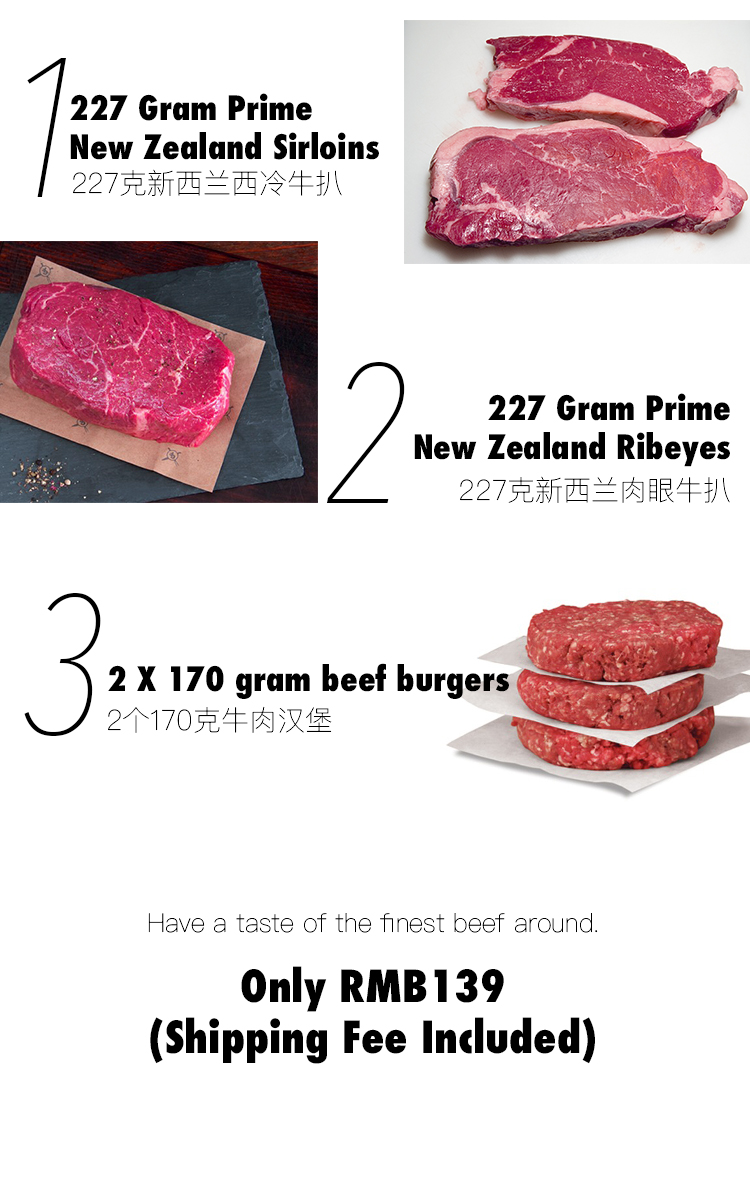 1
227 Gram Prime
New Zealand Sirloins
227克新西兰西冷牛扒
2
227 Gram Prime
New Zealand Ribeyes
227克新西兰肉眼牛扒
3
2 X 170 gram beef burgers
2个170克牛肉汉堡
Have a taste of the finest beef around.
Only RMB139
(Shipping Fee Included)